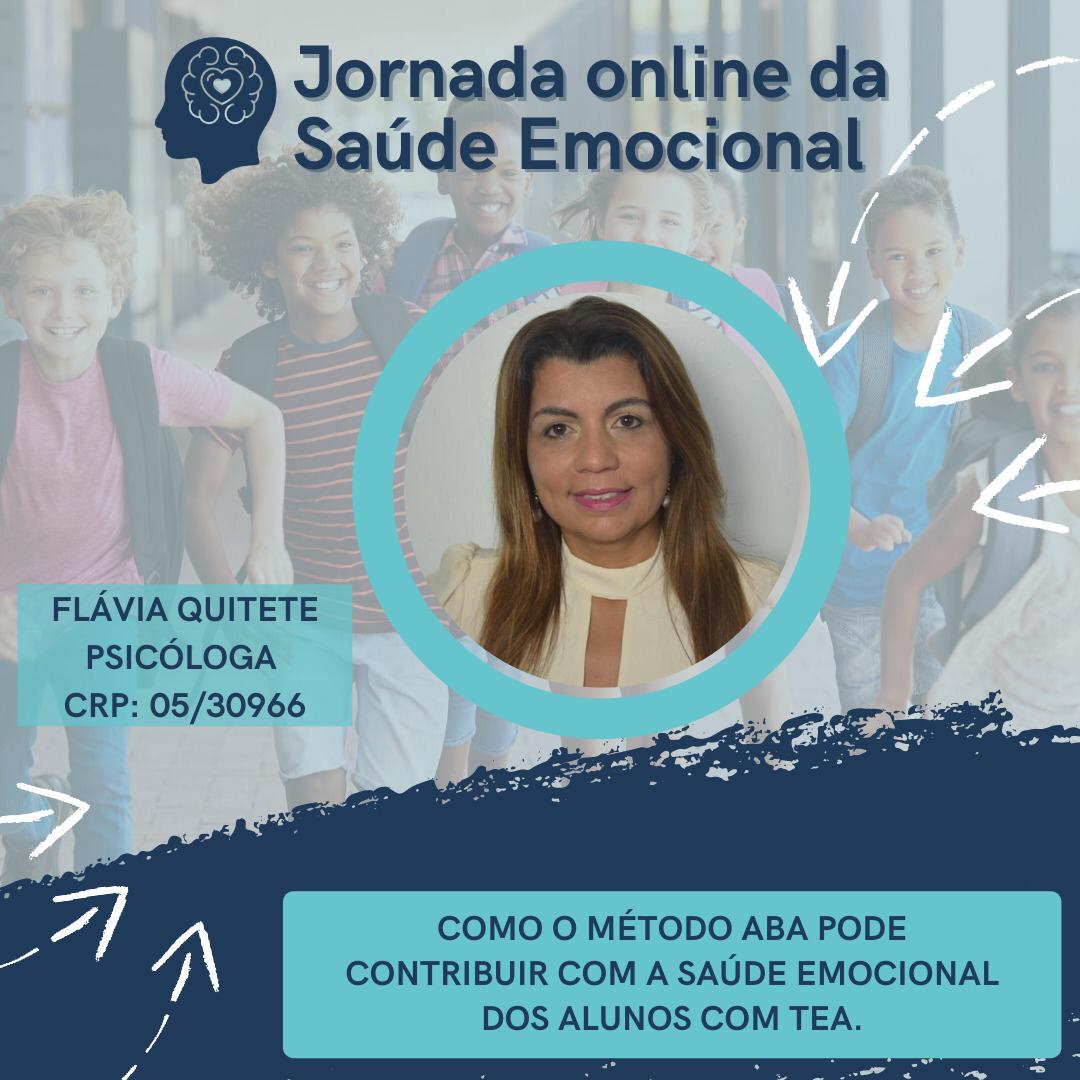 Jornada online da
Saúde Emocional
FLÁVIA QUITETE
PSICÓLOGA
CRP: 05/30966
COMO O MÉTODO ABA PODE
CONTRIBUIR COM A SAÚDE EMOCIONAL
DOS ALUNOS COM TEA.